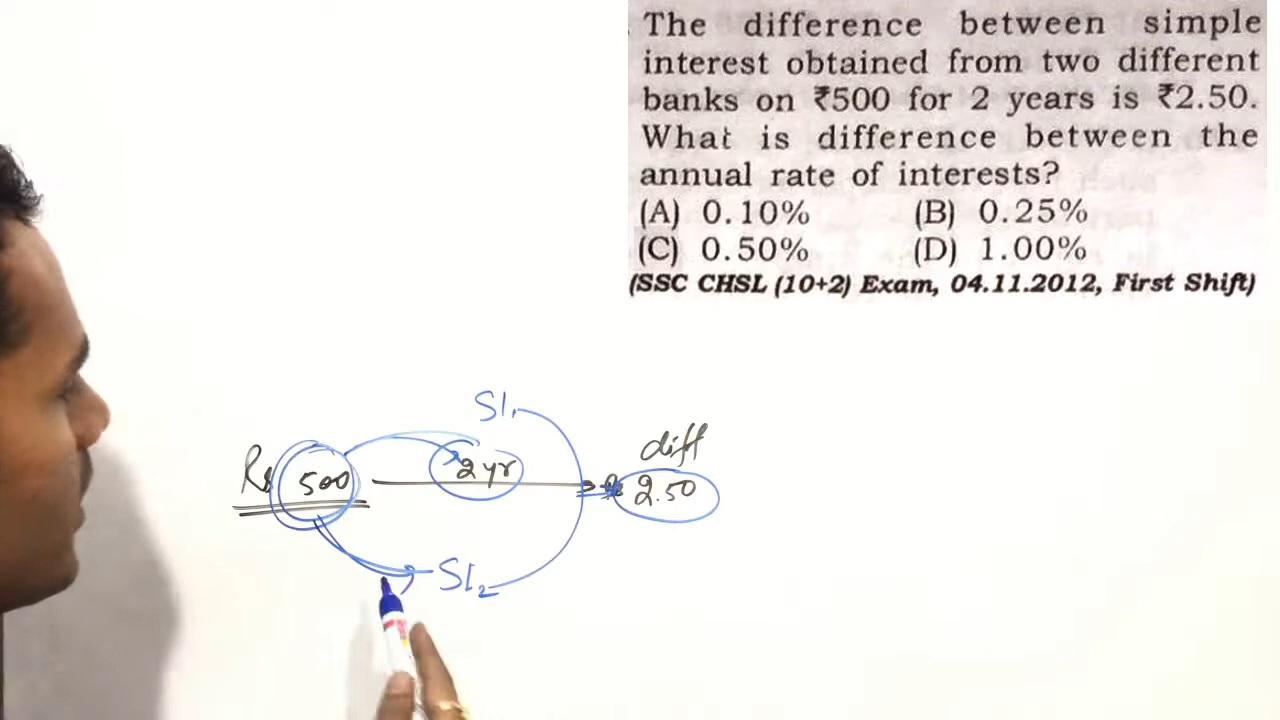 The difference between simple
interest obtained from two different
banks on ₹500 for 2 years is ₹2.50.
What is difference between the
annual rate of interests?
(A) 0.10% (B) 0.25%
(C) 0.50% (D) 1.00%
(SSC CHSL (10+2) Exam, 04.11.2012, First Shift)
SI₁
diff
Rs 500 2yr 2.50
SI₂